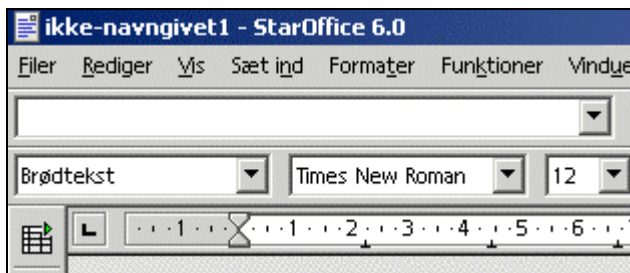 ikke-navngivet1 - StarOffice 6.0
Filer Rediger Vis Sæt ind Formater Funktioner Vindue
Brødtekst Times New Roman 12
1 1 2 3 4 5 6